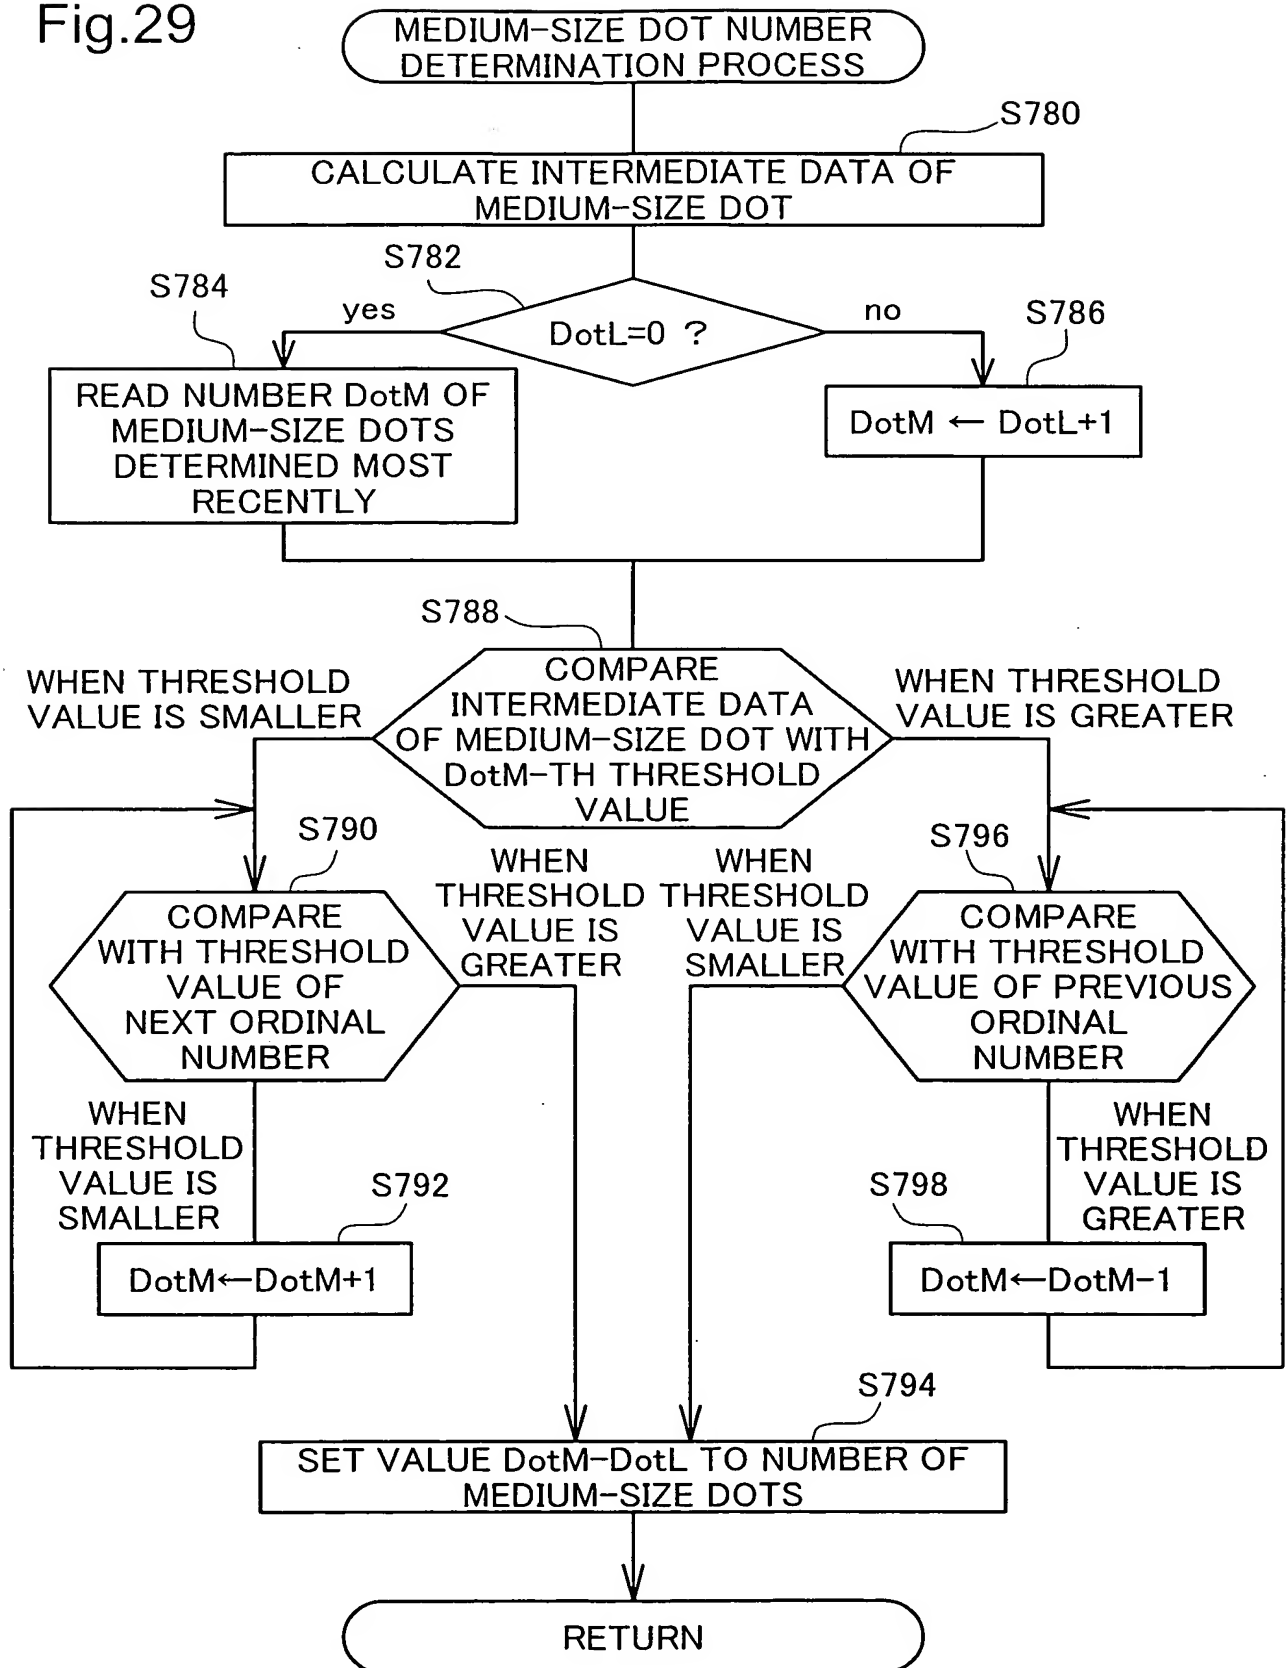 Fig.29
MEDIUM-SIZE DOT NUMBER
DETERMINATION PROCESS
S780
CALCULATE INTERMEDIATE DATA OF
MEDIUM-SIZE DOT
S782
S784
yes
DotL=0 ?
no
S786
READ NUMBER DotM OF
MEDIUM-SIZE DOTS
DETERMINED MOST
RECENTLY
DotM ← DotL+1
S788
WHEN THRESHOLD
VALUE IS SMALLER
COMPARE
INTERMEDIATE DATA
OF MEDIUM-SIZE DOT WITH
DotM-TH THRESHOLD
VALUE
WHEN THRESHOLD
VALUE IS GREATER
S790
COMPARE
WITH THRESHOLD
VALUE OF
NEXT ORDINAL
NUMBER
WHEN
THRESHOLD
VALUE IS
GREATER
WHEN
THRESHOLD
VALUE IS
SMALLER
S796
COMPARE
WITH THRESHOLD
VALUE OF PREVIOUS
ORDINAL
NUMBER
WHEN
THRESHOLD
VALUE IS
SMALLER
S792
DotM←DotM+1
S798
WHEN
THRESHOLD
VALUE IS
GREATER
DotM←DotM-1
S794
SET VALUE DotM-DotL TO NUMBER OF
MEDIUM-SIZE DOTS
RETURN